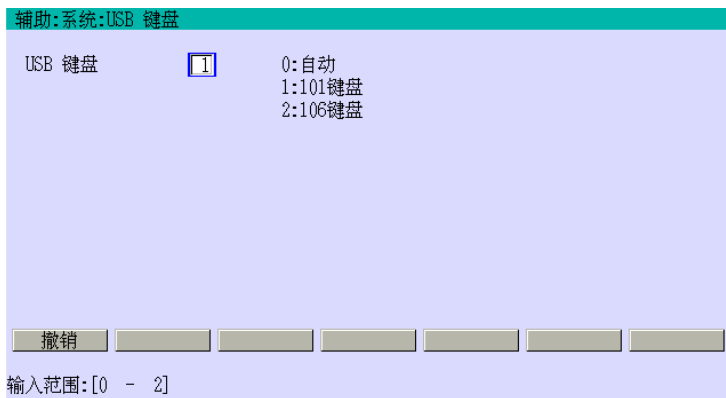 辅助:系统:USB 键盘
USB 键盘 1 0:自动
1:101键盘
2:106键盘
撤销
输入范围:[0 - 2]